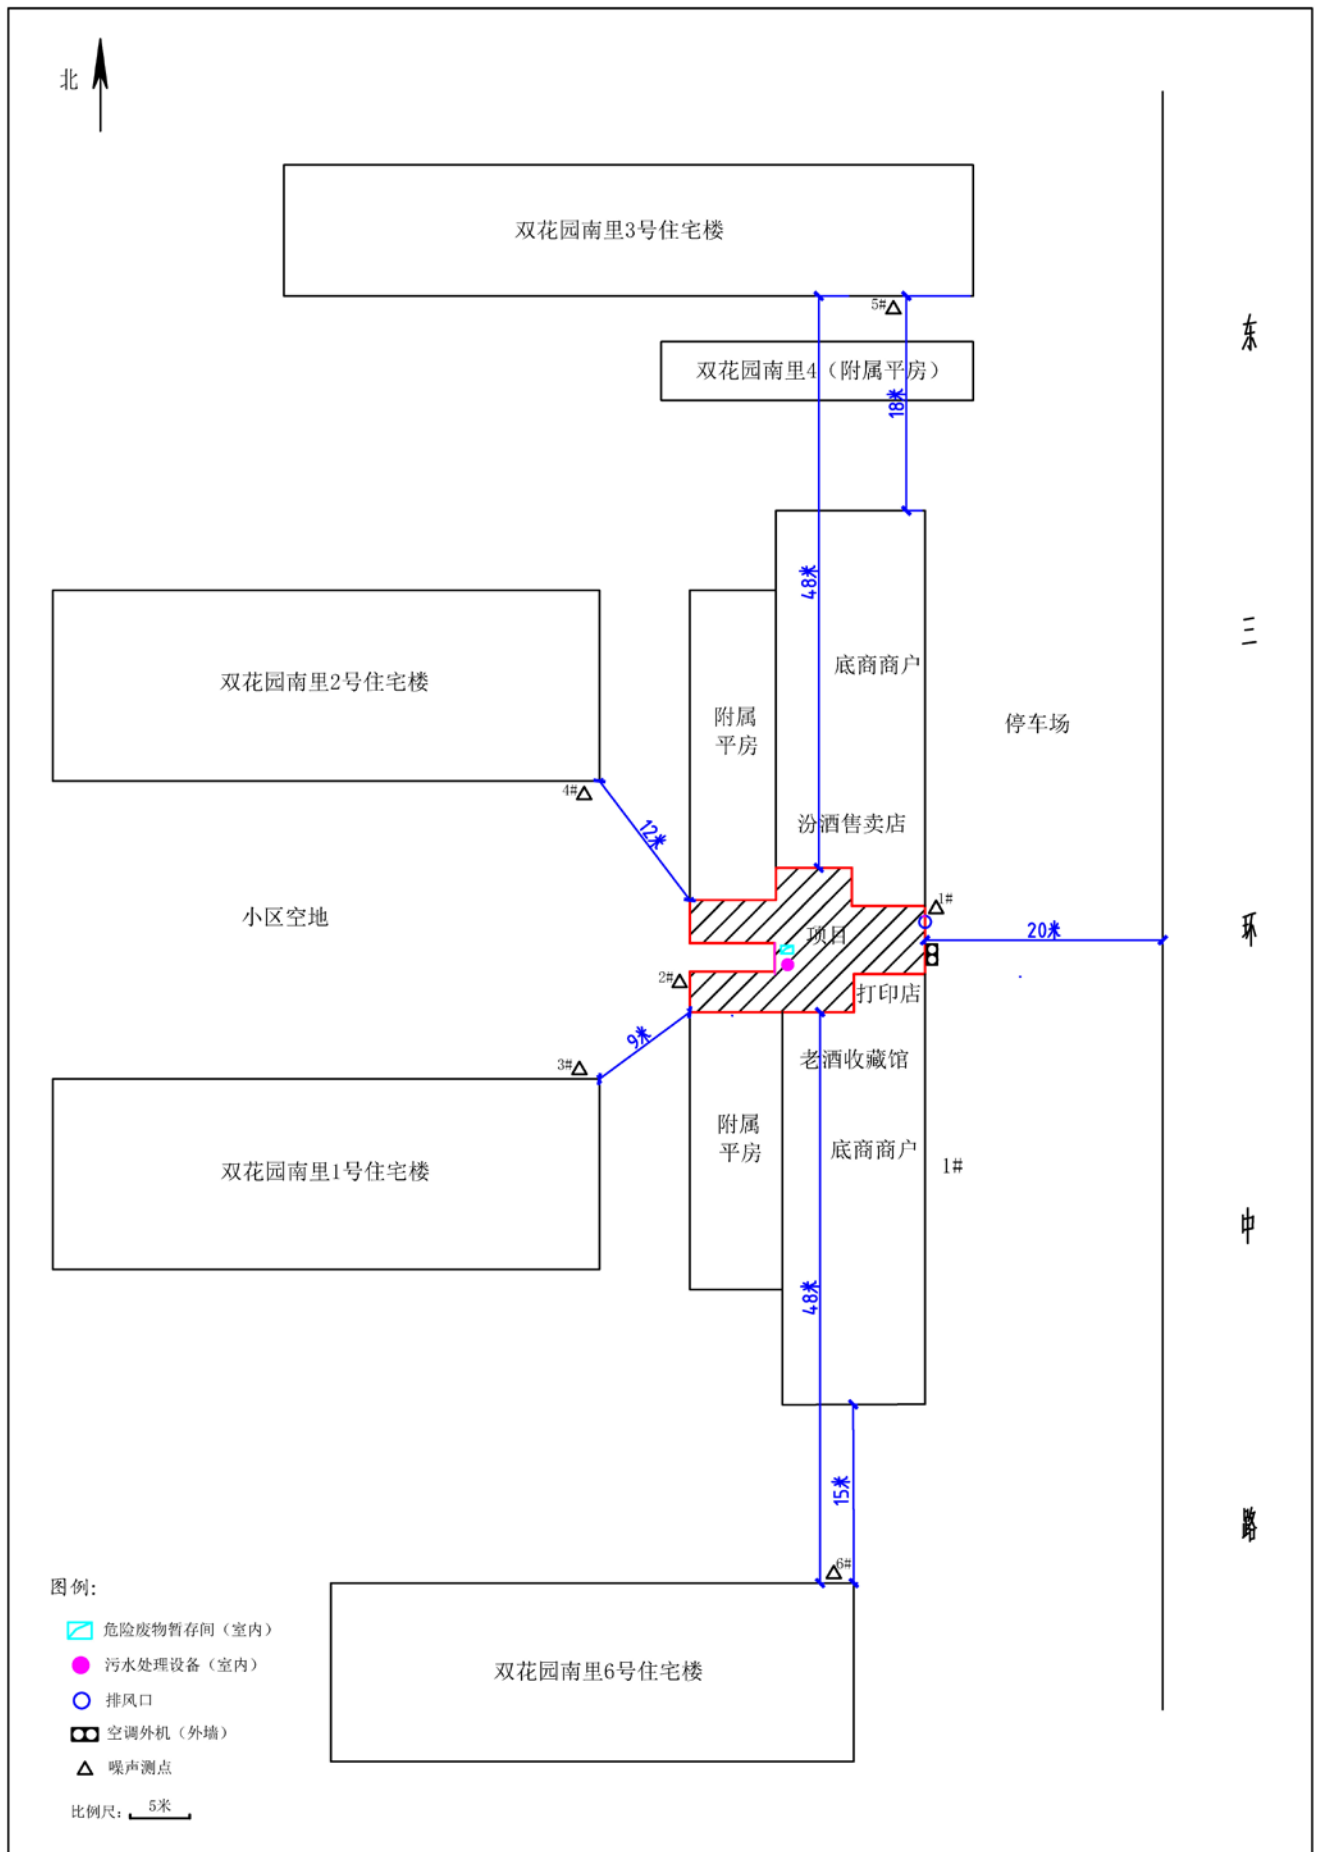 北
双花园南里3号住宅楼
5#
双花园南里4（附属平房）
18米
48米
双花园南里2号住宅楼
底商商户
附属
平房
停车场
4#
12米
汾酒售卖店
小区空地
1#
项目
20米
2#
打印店
9米
3#
老酒收藏馆
附属
平房
底商商户
1#
双花园南里1号住宅楼
48米
15米
6#
双花园南里6号住宅楼
东
三
环
中
路
图例:
危险废物暂存间（室内）
污水处理设备（室内）
排风口
空调外机（外墙）
噪声测点
比例尺: 5米